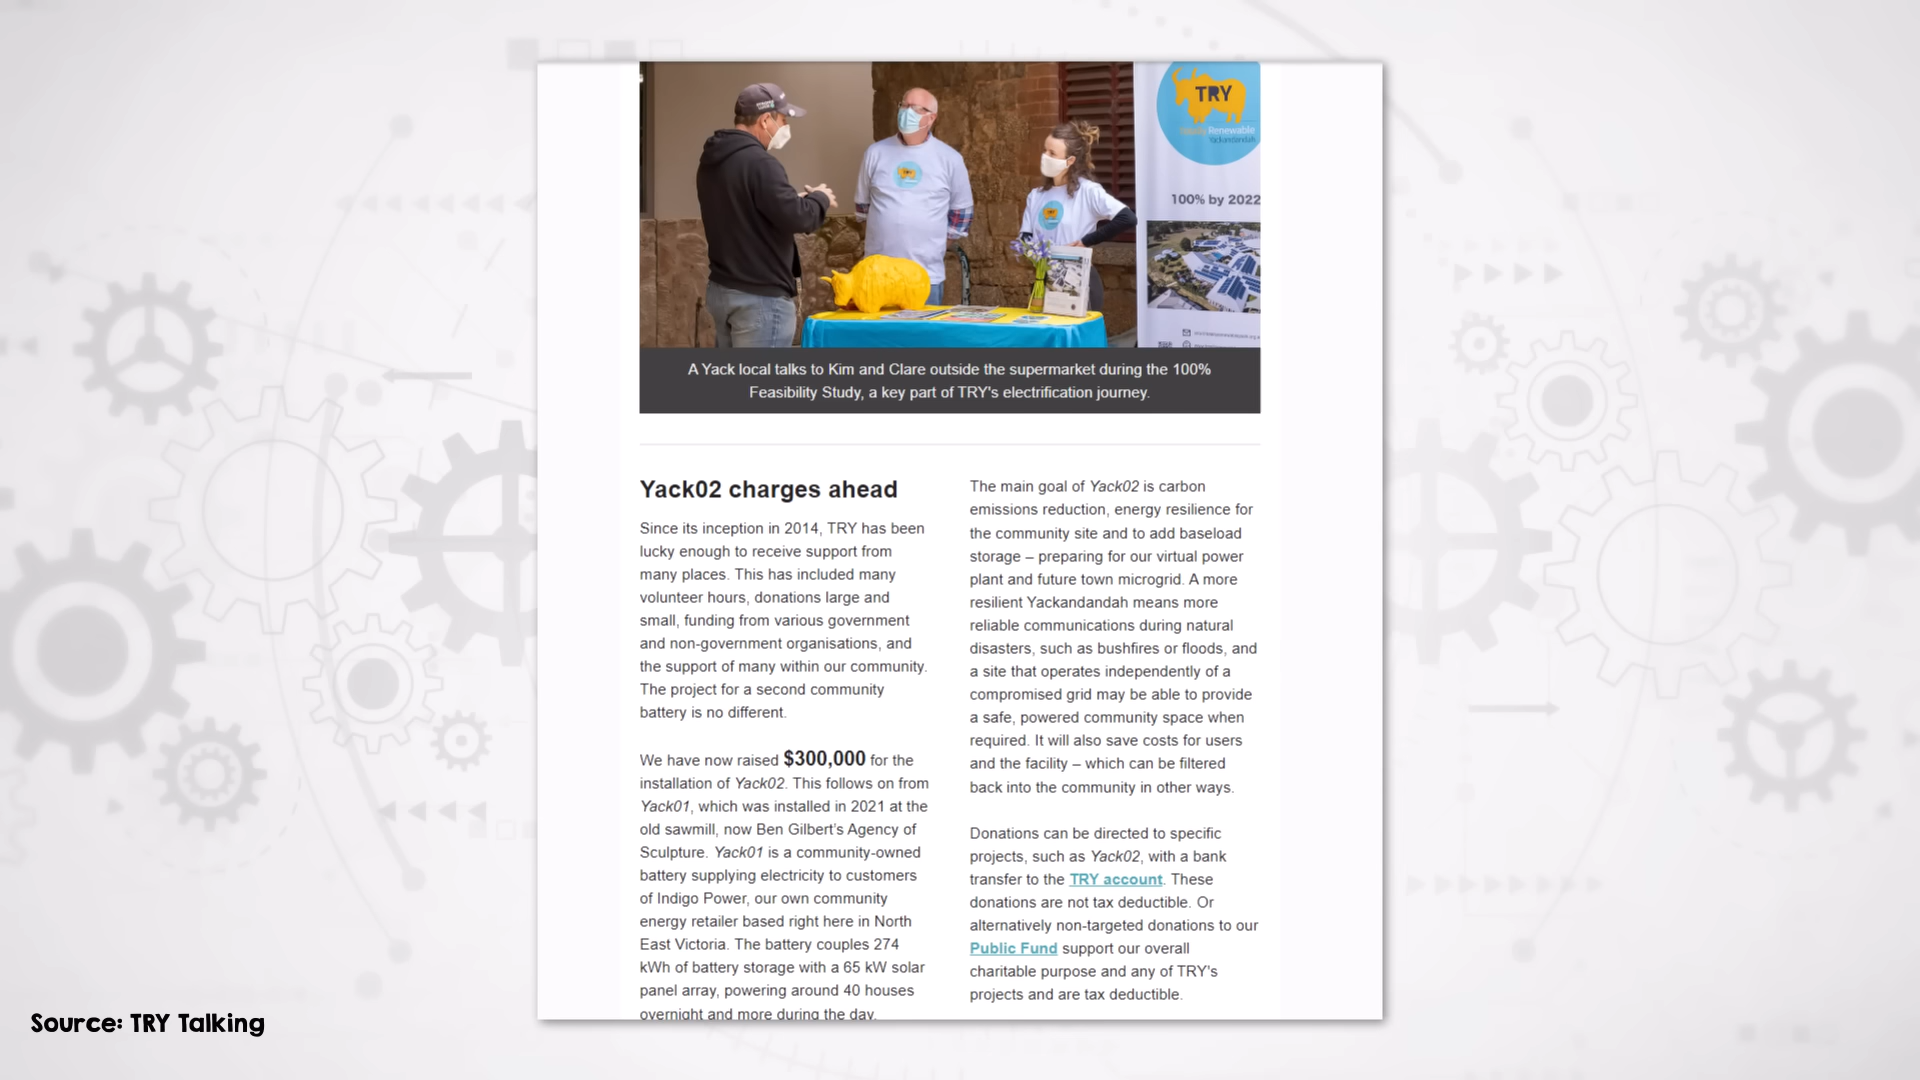 TRY
Renewable
Yackandandah
100% by 2022
A Yack local talks to Kim and Clare outside the supermarket during the 100%
Feasibility Study, a key part of TRY's electrification journey.
Yack02 charges ahead
Since its inception in 2014, TRY has been
lucky enough to receive support from
many places. This has included many
volunteer hours, donations large and
small, funding from various government
and non-government organisations, and
the support of many within our community.
The project for a second community
battery is no different.
We have now raised $300,000 for the
installation of Yack02. This follows on from
Yack01, which was installed in 2021 at the
old sawmill, now Ben Gilbert's Agency of
Sculpture. Yack01 is a community-owned
battery supplying electricity to customers
of Indigo Power, our own community
energy retailer based right here in North
East Victoria. The battery couples 274
kWh of battery storage with a 65 kW solar
panel array, powering around 40 houses
overnight and more during the day.
The main goal of Yack02 is carbon
emissions reduction, energy resilience for
the community site and to add baseload
storage – preparing for our virtual power
plant and future town microgrid. A more
resilient Yackandandah means more
reliable communications during natural
disasters, such as bushfires or floods, and
a site that operates independently of a
compromised grid may be able to provide
a safe, powered community space when
required. It will also save costs for users
and the facility – which can be filtered
back into the community in other ways.
Donations can be directed to specific
projects, such as Yack02, with a bank
transfer to the TRY account. These
donations are not tax deductible. Or
alternatively non-targeted donations to our
Public Fund support our overall
charitable purpose and any of TRY's
projects and are tax deductible.
Source: TRY Talking